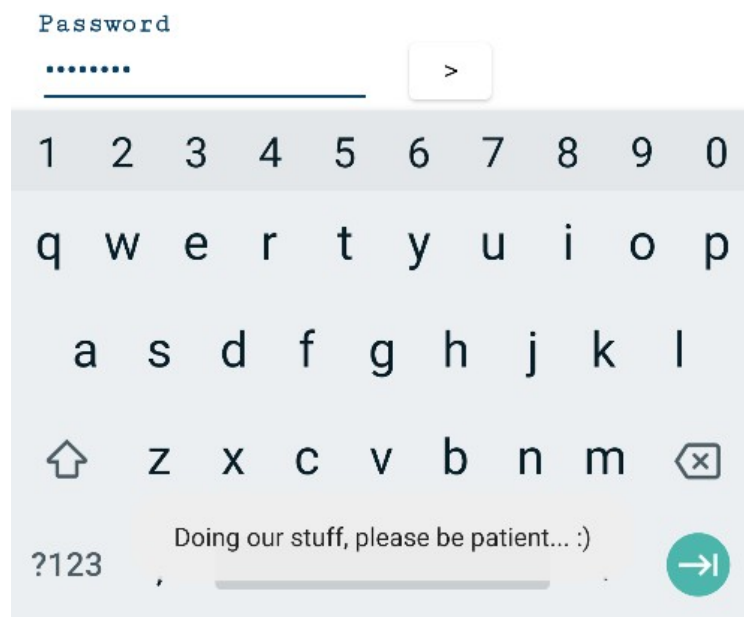 Password
••••••••
>
1 2 3 4 5 6 7 8 9 0
q w e r t y u i o p
a s d f g h j k l
z x c v b n m
Doing our stuff, please be patient... :)
?123 , .